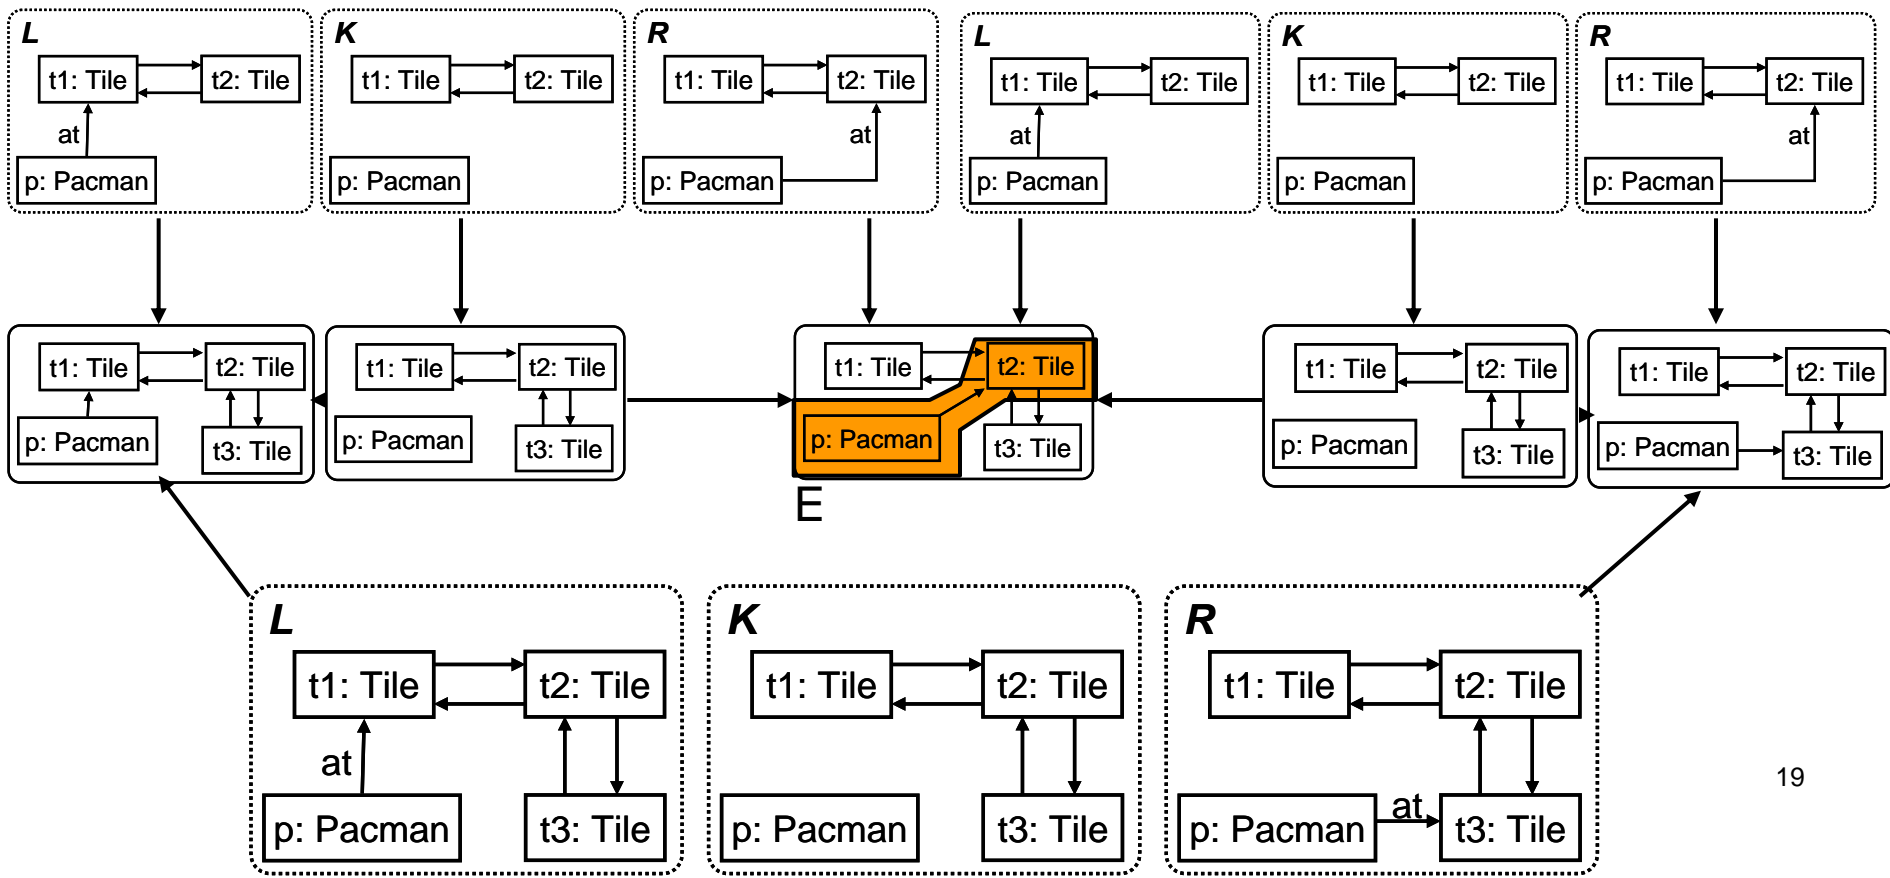 L
t1: Tile
t2: Tile
at
p: Pacman
K
t1: Tile
t2: Tile
p: Pacman
R
t1: Tile
t2: Tile
at
p: Pacman
L
t1: Tile
t2: Tile
at
p: Pacman
K
t1: Tile
t2: Tile
p: Pacman
R
t1: Tile
t2: Tile
at
p: Pacman
t1: Tile
t2: Tile
p: Pacman
t3: Tile
t1: Tile
t2: Tile
p: Pacman
t3: Tile
t1: Tile
t2: Tile
p: Pacman
t3: Tile
E
t1: Tile
t2: Tile
p: Pacman
t3: Tile
t1: Tile
t2: Tile
p: Pacman
t3: Tile
L
t1: Tile
t2: Tile
at
p: Pacman
t3: Tile
K
t1: Tile
t2: Tile
p: Pacman
t3: Tile
R
t1: Tile
t2: Tile
p: Pacman
at
t3: Tile
19